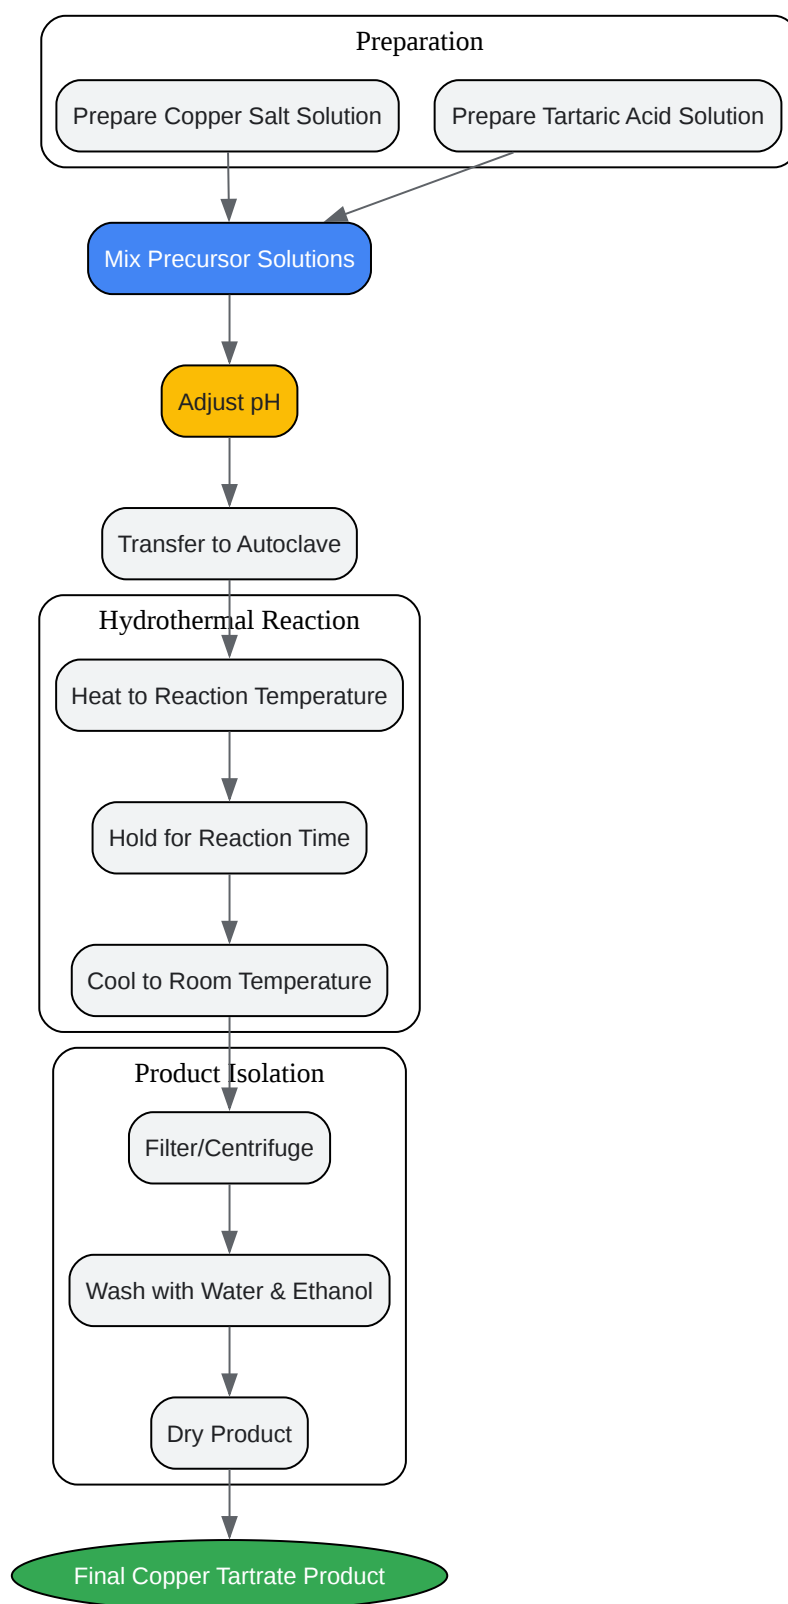 Preparation
Prepare Copper Salt Solution
Prepare Tartaric Acid Solution
Mix Precursor Solutions
Adjust pH
Transfer to Autoclave
Hydrothermal Reaction
Heat to Reaction Temperature
Hold for Reaction Time
Cool to Room Temperature
Product Isolation
Filter/Centrifuge
Wash with Water & Ethanol
Dry Product
Final Copper Tartrate Product